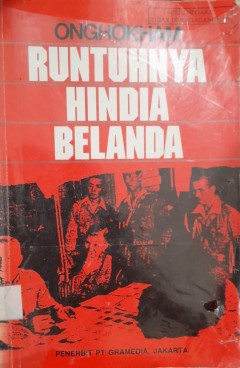 ONGHOKHAM
RUNTUHNYA
HINDIA
BELANDA
PENERBIT PT GRAMEDIA, JAKARTA